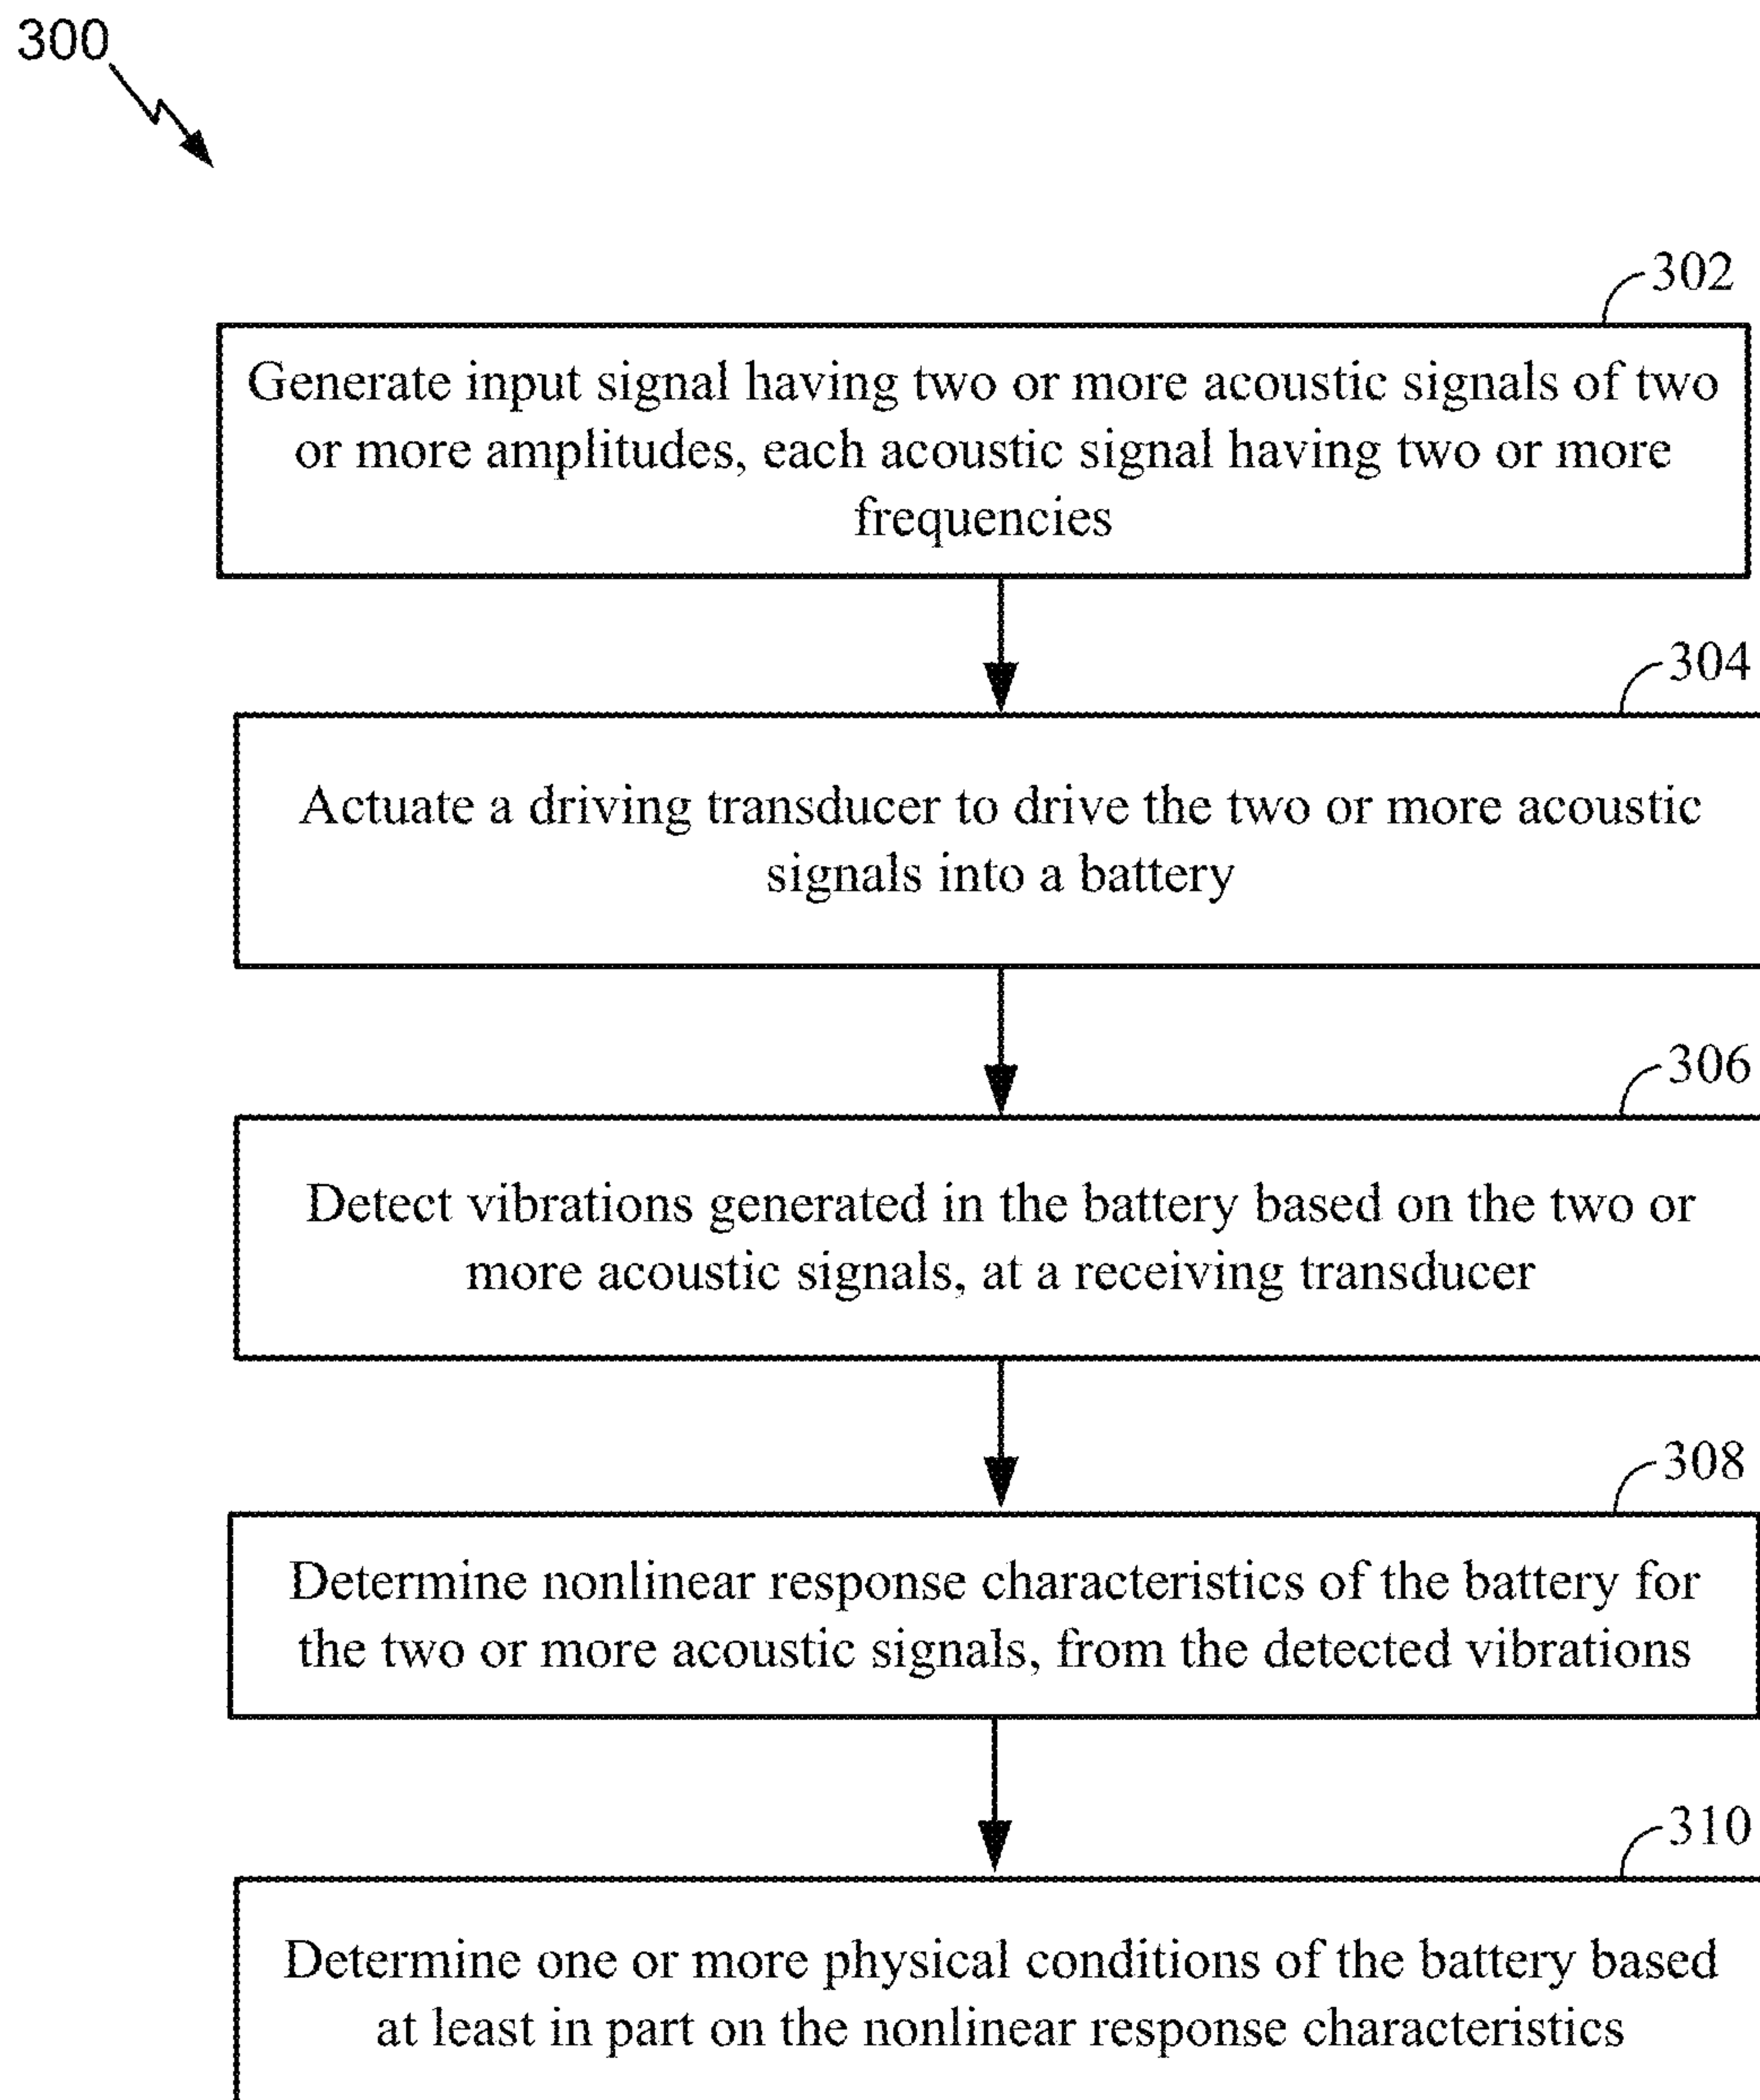 300
302
Generate input signal having two or more acoustic signals of two
or more amplitudes, each acoustic signal having two or more
frequencies
304
Actuate a driving transducer to drive the two or more acoustic
signals into a battery
306
Detect vibrations generated in the battery based on the two or
more acoustic signals, at a receiving transducer
308
Determine nonlinear response characteristics of the battery for
the two or more acoustic signals, from the detected vibrations
310
Determine one or more physical conditions of the battery based
at least in part on the nonlinear response characteristics